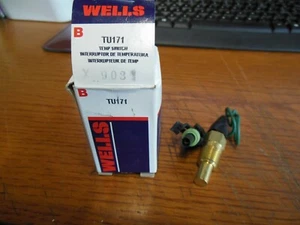 WELLS
B
TU171
TEMP SWITCH
INTERRUPTOR DE TEMPERATURA
INTERRUPTEUR DE TEMP
B
TU171
WELLS